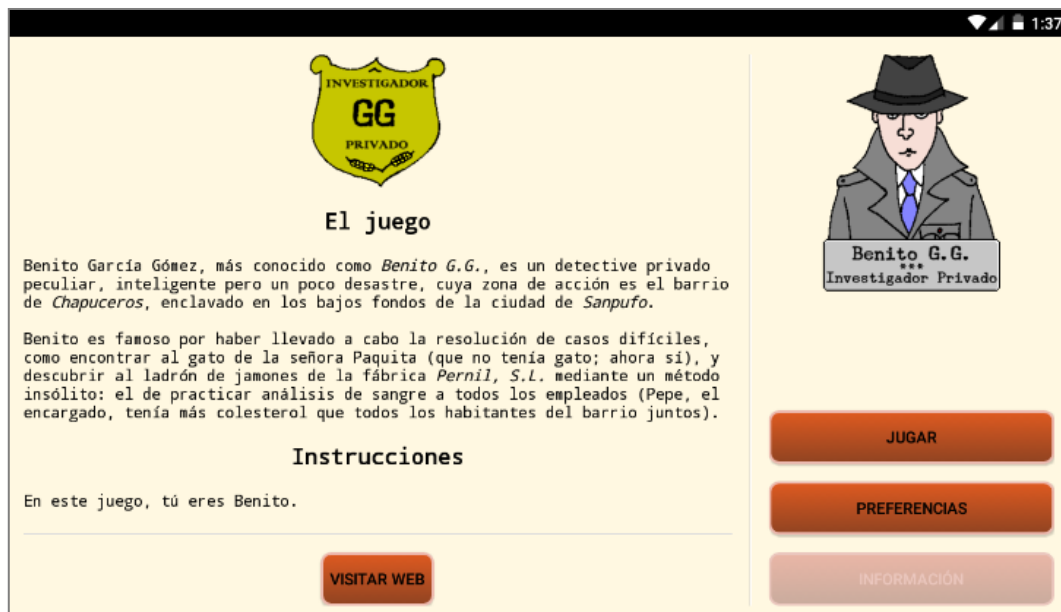 1:37
INVESTIGADOR
GG
PRIVADO
El juego
Benito García Gómez, más conocido como Benito G.G., es un detective privado
peculiar, inteligente pero un poco desastre, cuya zona de acción es el barrio
de Chapuceros, enclavado en los bajos fondos de la ciudad de Sanpufo.
Benito es famoso por haber llevado a cabo la resolución de casos difíciles,
como encontrar al gato de la señora Paquita (que no tenía gato; ahora sí), y
descubrir al ladrón de jamones de la fábrica Pernil, S.L. mediante un método
insólito: el de practicar análisis de sangre a todos los empleados (Pepe, el
encargado, tenía más colesterol que todos los habitantes del barrio juntos).
Instrucciones
En este juego, tú eres Benito.
VISITAR WEB
Benito G.G.
***
Investigador Privado
JUGAR
PREFERENCIAS
INFORMACIÓN